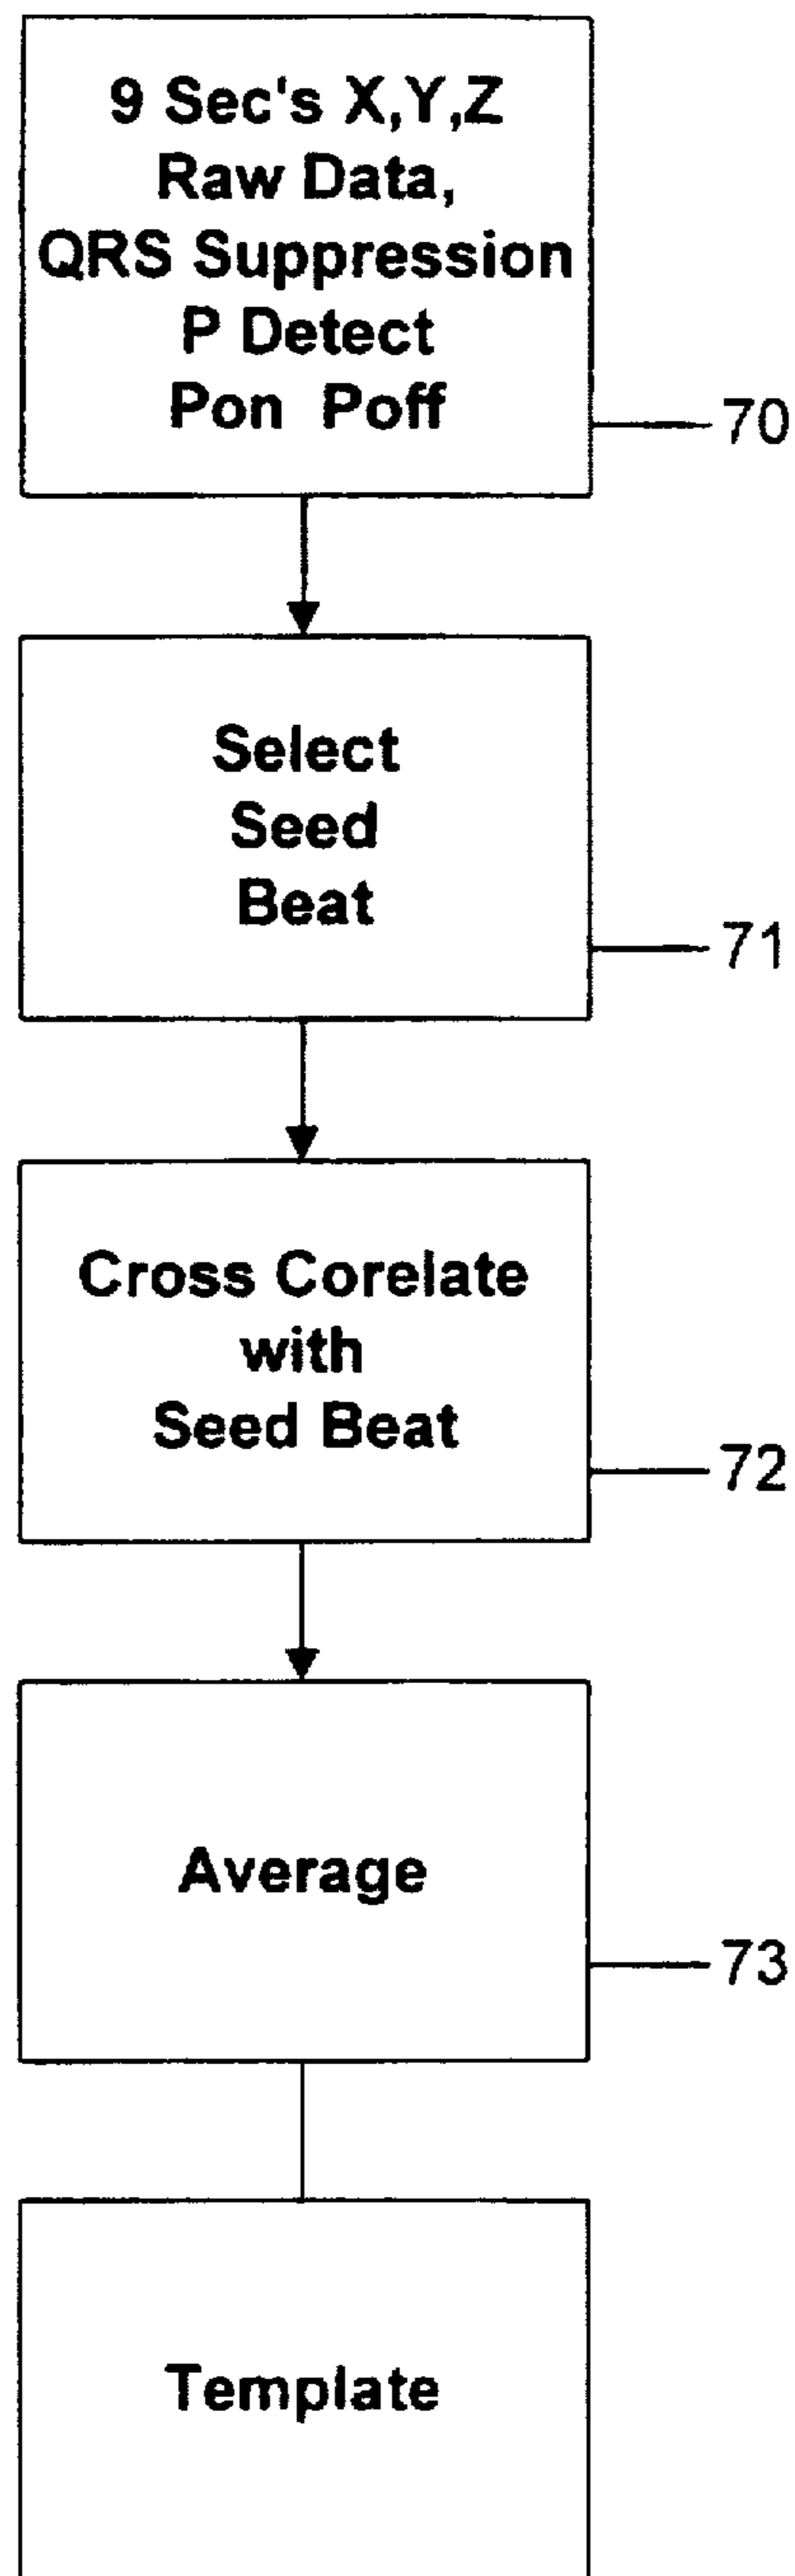 9 Sec's X,Y,Z
Raw Data,
QRS Suppression
P Detect
Pon Poff
70
Select
Seed
Beat
71
Cross Corelate
with
Seed Beat
72
Average
73
Template